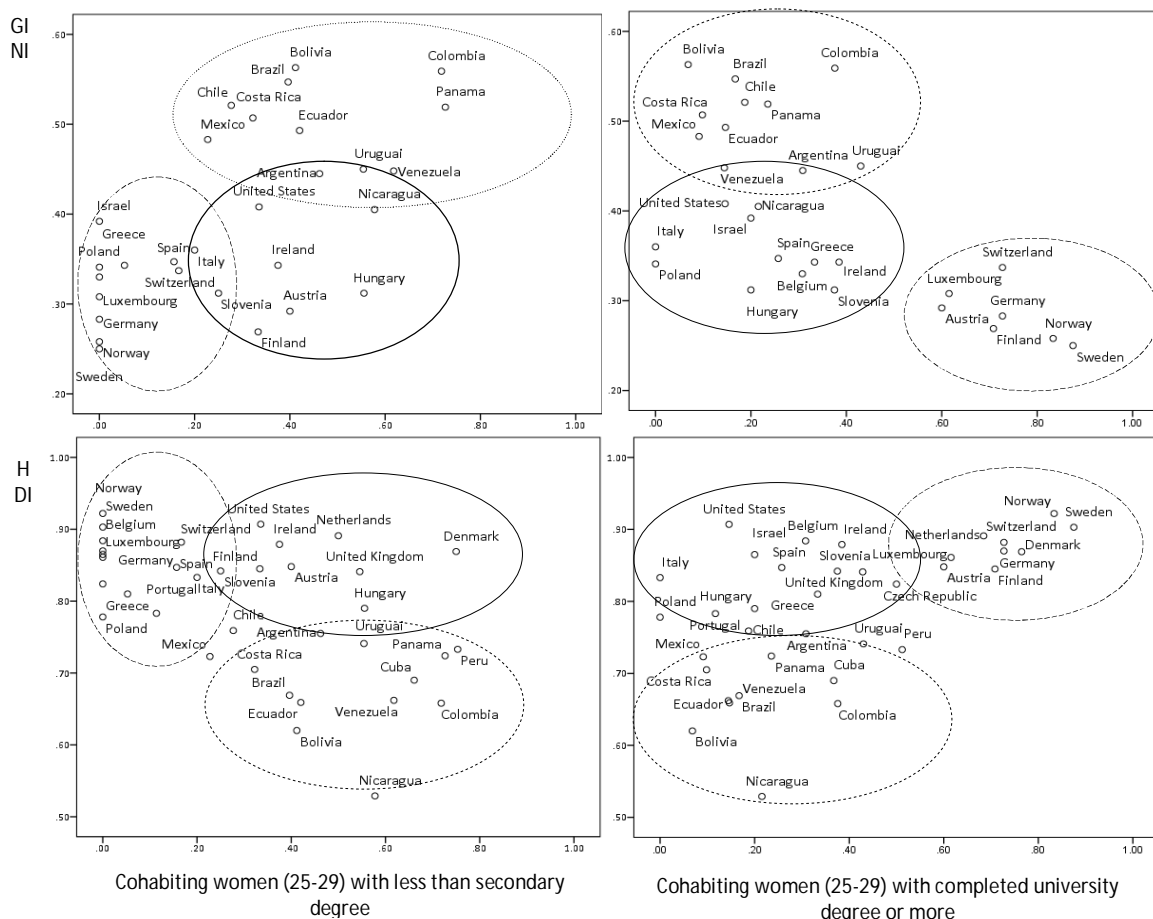 GI
NI
.60
.50
.40
.30
.20
Bolivia
Brazil
Colombia
Chile
Costa Rica
Panama
Ecuador
Mexico
Uruguai
Argentina
Venezuela
United States
Nicaragua
Israel
Greece
Poland
Spain
Italy
Ireland
Switzerland
Hungary
Luxembourg
Slovenia
Austria
Germany
Finland
Norway
Sweden
.00 .20 .40 .60 .80 1.00
.60
.50
.40
.30
.20
Bolivia
Colombia
Brazil
Chile
Costa Rica
Panama
Mexico
Ecuador
Argentina
Uruguai
Venezuela
United States
Nicaragua
Israel
Italy
Spain
Greece
Switzerland
Poland
Ireland
Belgium
Luxembourg
Slovenia
Germany
Hungary
Austria
Norway
Finland
Sweden
.00 .20 .40 .60 .80 1.00
H
DI
1.00
.90
.80
.70
.60
.50
Norway
Sweden
United States
Belgium
Switzerland
Ireland
Netherlands
Luxembourg
Denmark
Germany
Finland
United Kingdom
Spain
Slovenia
Austria
Portugal
Italy
Hungary
Greece
Chile
Poland
Argentina
Uruguai
Mexico
Panama
Costa Rica
Peru
Cuba
Brazil
Ecuador
Venezuela
Colombia
Bolivia
Nicaragua
.00 .20 .40 .60 .80 1.00
1.00
.90
.80
.70
.60
.50
Norway
Sweden
United States
Belgium
Israel
Ireland
Netherlands
Switzerland
Spain
Slovenia
Luxembourg
Denmark
Italy
Germany
United Kingdom
Austria
Finland
Poland
Hungary
Greece
Czech Republic
Portugal
Chile
Uruguai
Peru
Mexico
Argentina
Panama
Cuba
Costa Rica
Venezuela
Ecuador
Brazil
Colombia
Bolivia
Nicaragua
.00 .20 .40 .60 .80 1.00
Cohabiting women (25-29) with less than secondary
degree
Cohabiting women (25-29) with completed university
degree or more